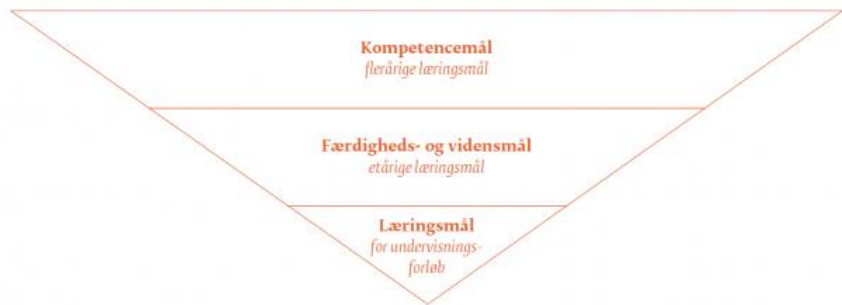 Kompetencemål
flerårige læringsmål
Færdigheds- og vidensmål
etårige læringsmål
Læringsmål
for undervisnings-
forløb